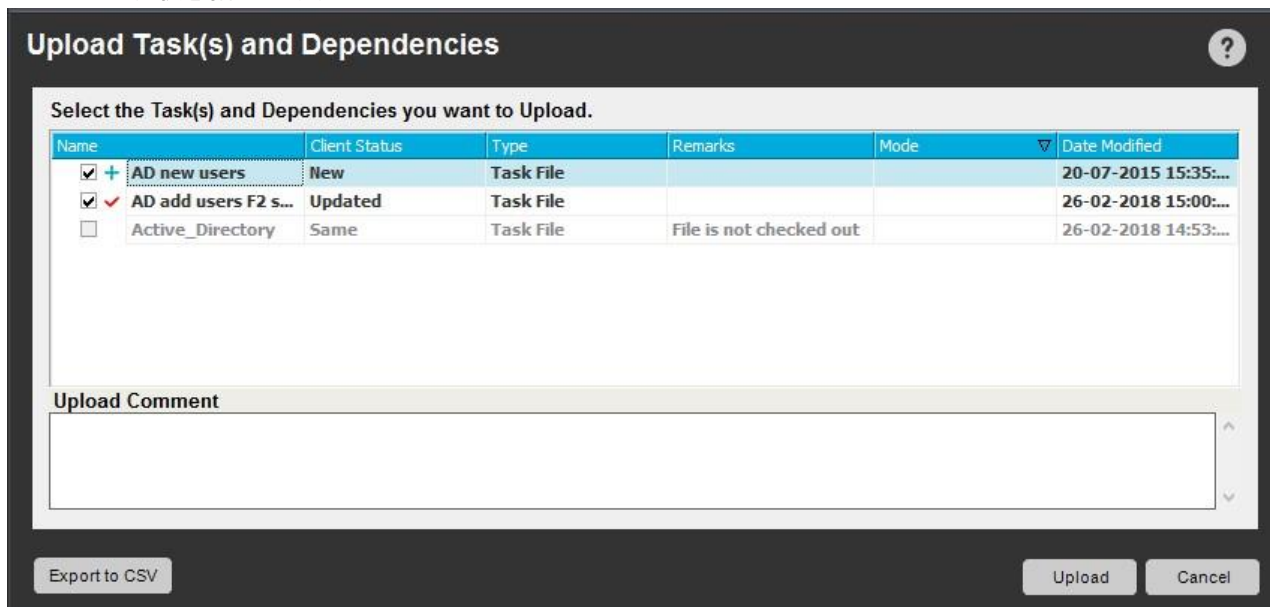 Upload Task(s) and Dependencies
?
Select the Task(s) and Dependencies you want to Upload.
Name Client Status Type Remarks Mode Date Modified
AD new users New Task File 20-07-2015 15:35:...
AD add users F2 s... Updated Task File 26-02-2018 15:00:...
Active_Directory Same Task File File is not checked out 26-02-2018 14:53:...
Upload Comment
Export to CSV Upload Cancel